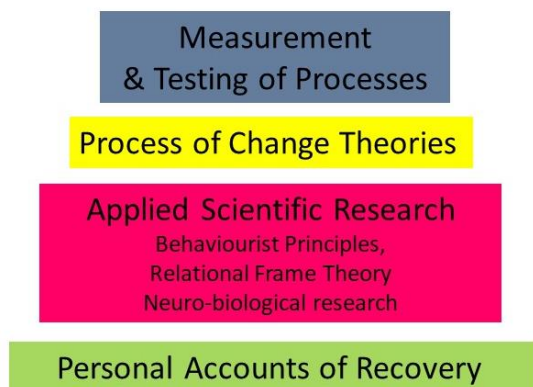 Measurement
& Testing of Processes
Process of Change Theories
Applied Scientific Research
Behaviourist Principles,
Relational Frame Theory
Neuro-biological research
Personal Accounts of Recovery